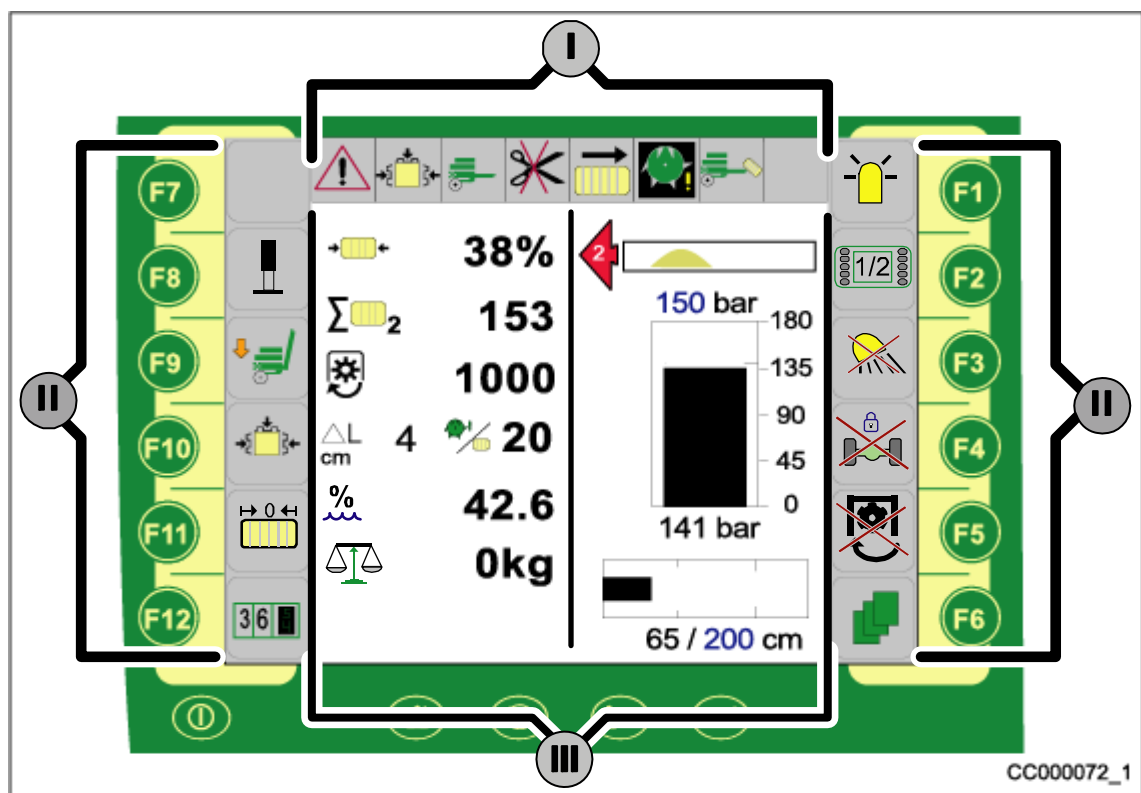 I
F7
F1
F8
38%
2
1/2
F2
Σ 2 153
150 bar
180
F9
1000
135
F3
II
II
90
F10
△L
cm
4
20
45
F4
%
42.6
0
0
141 bar
F11
F5
0kg
F12
36
65 / 200 cm
F6
III
CC000072_1